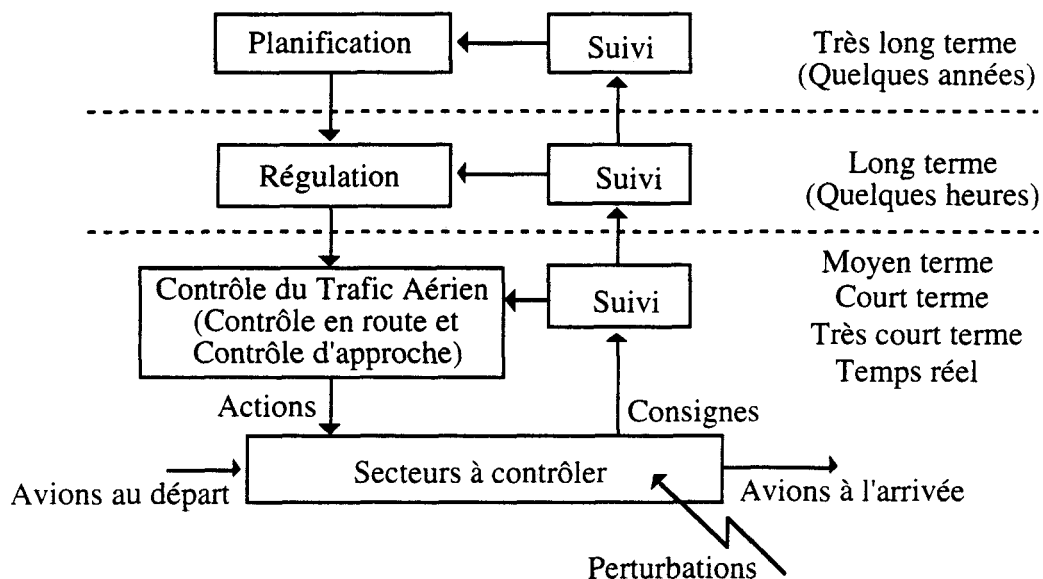 Planification
Suivi
Très long terme
(Quelques années)
Régulation
Suivi
Long terme
(Quelques heures)
Contrôle du Trafic Aérien
(Contrôle en route et
Contrôle d'approche)
Suivi
Moyen terme
Court terme
Très court terme
Temps réel
Actions
Consignes
Secteurs à contrôler
Avions au départ
Avions à l'arrivée
Perturbations